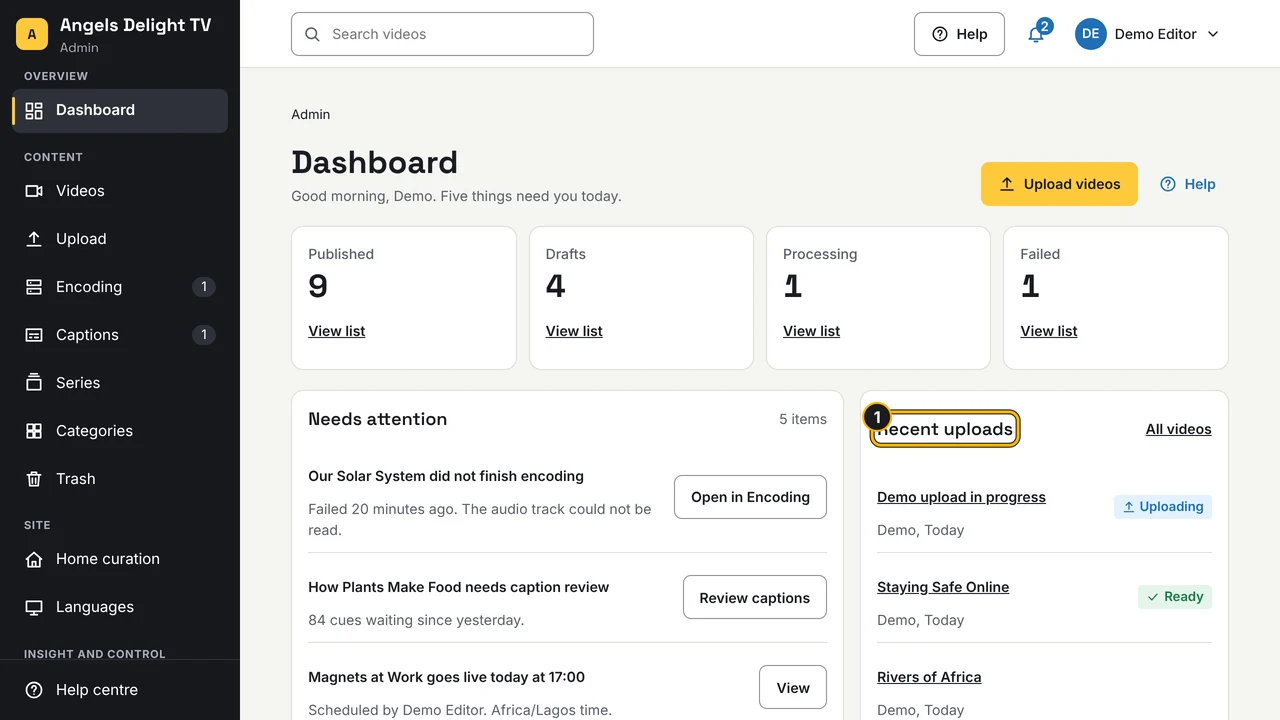 A
Angels Delight TV
Admin
OVERVIEW
Dashboard
CONTENT
Videos
Upload
Encoding 1
Captions 1
Series
Categories
Trash
SITE
Home curation
Languages
INSIGHT AND CONTROL
Help centre
Search videos
Help
2
DE Demo Editor
Admin
Dashboard
Good morning, Demo. Five things need you today.
Upload videos
Help
Published
9
View list
Drafts
4
View list
Processing
1
View list
Failed
1
View list
Needs attention
5 items
Our Solar System did not finish encoding
Failed 20 minutes ago. The audio track could not be
read.
Open in Encoding
How Plants Make Food needs caption review
84 cues waiting since yesterday.
Review captions
Magnets at Work goes live today at 17:00
Scheduled by Demo Editor. Africa/Lagos time.
View
1
uploads
All videos
Demo upload in progress
Demo, Today
Uploading
Staying Safe Online
Demo, Today
Ready
Rivers of Africa
Demo, Today